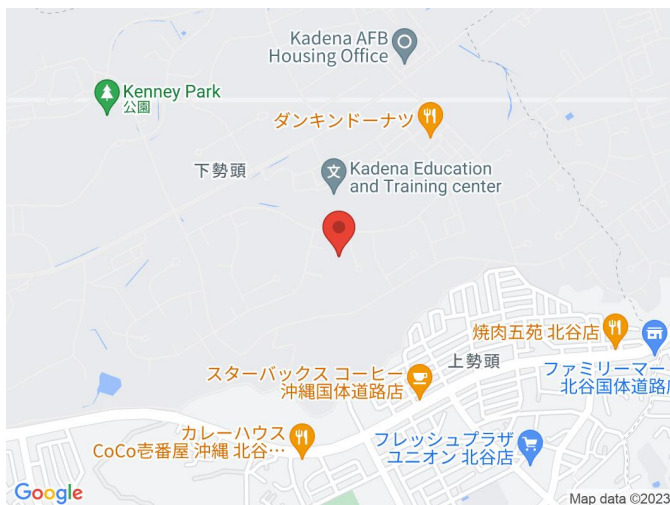 Kadena AFB
Housing Office
Kenney Park
公園
ダンキンドーナツ
下勢頭
Kadena Education
and Training center
焼肉五苑 北谷店
上勢頭
ファミリーマー
北谷国体道路店
スターバックス コーヒー
沖縄国体道路店
カレーハウス
CoCo壱番屋 沖縄 北谷…
フレッシュプラザ
ユニオン 北谷店
Google
Map data ©2023